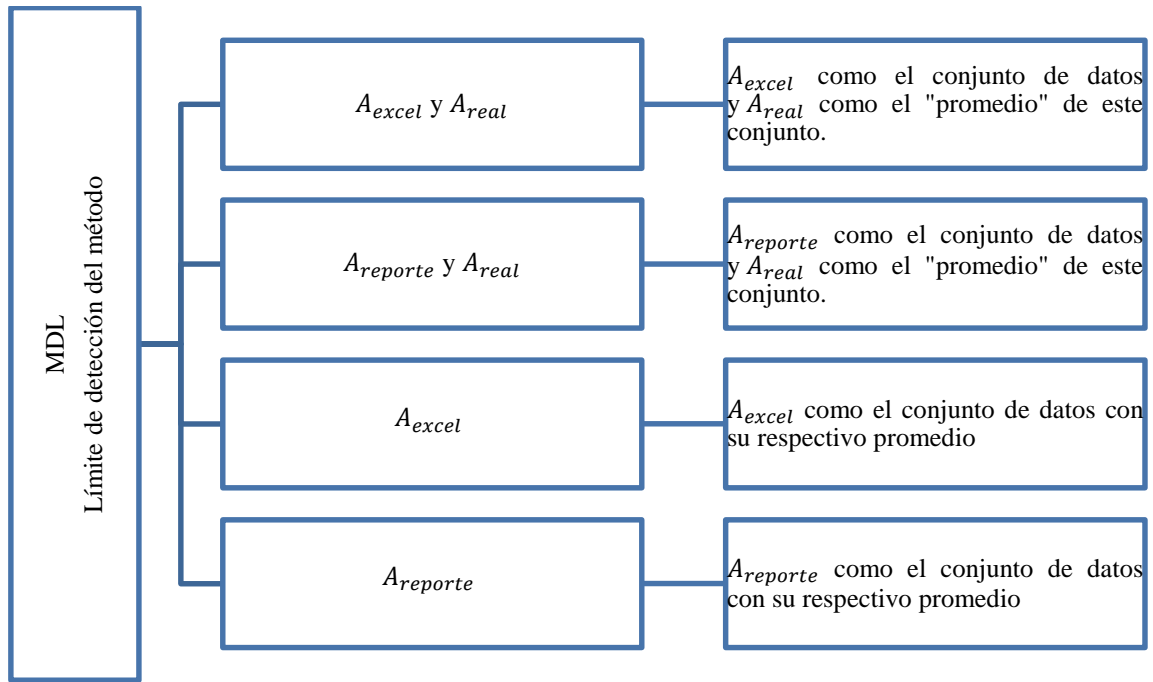 MDL
Límite de detección del método
A_excel y A_real
A_excel como el conjunto de datos
y A_real como el "promedio" de este
conjunto.
A_reporte y A_real
A_reporte como el conjunto de datos
y A_real como el "promedio" de este
conjunto.
A_excel
A_excel como el conjunto de datos con
su respectivo promedio
A_reporte
A_reporte como el conjunto de datos
con su respectivo promedio